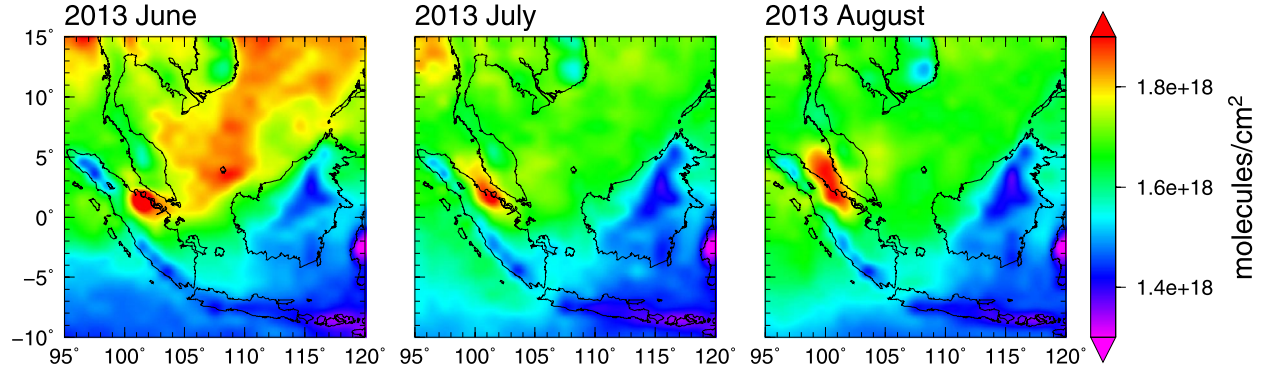 2013 June
2013 July
2013 August
15°
10°
5°
0°
−5°
−10°
95° 100° 105° 110° 115° 120°
95° 100° 105° 110° 115° 120°
95° 100° 105° 110° 115° 120°
1.8e+18
1.6e+18
1.4e+18
molecules/cm²